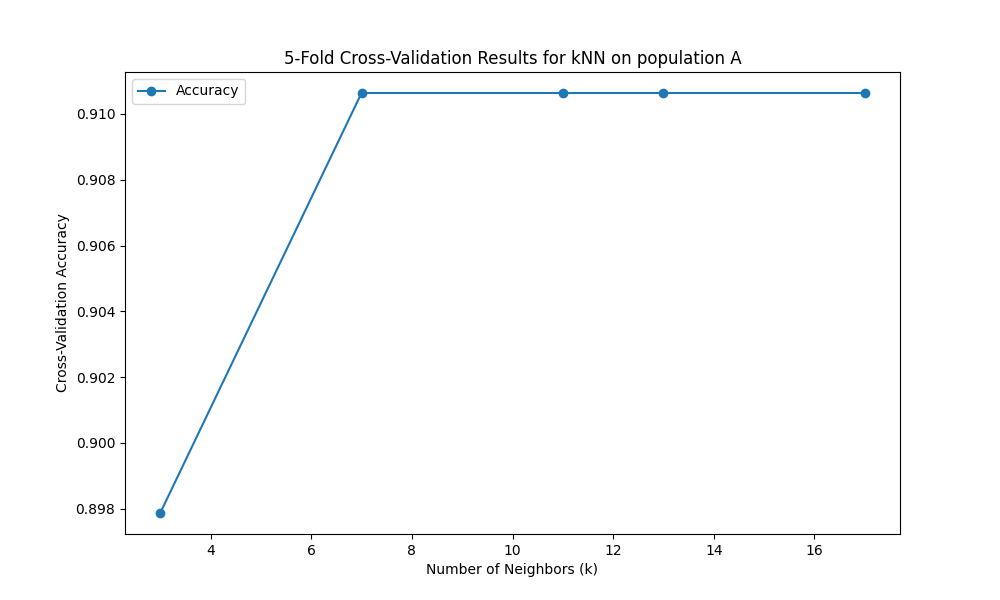 5-Fold Cross-Validation Results for kNN on population A
Accuracy
0.910
0.908
0.906
0.904
0.902
0.900
0.898
Cross-Validation Accuracy
4 6 8 10 12 14 16
Number of Neighbors (k)